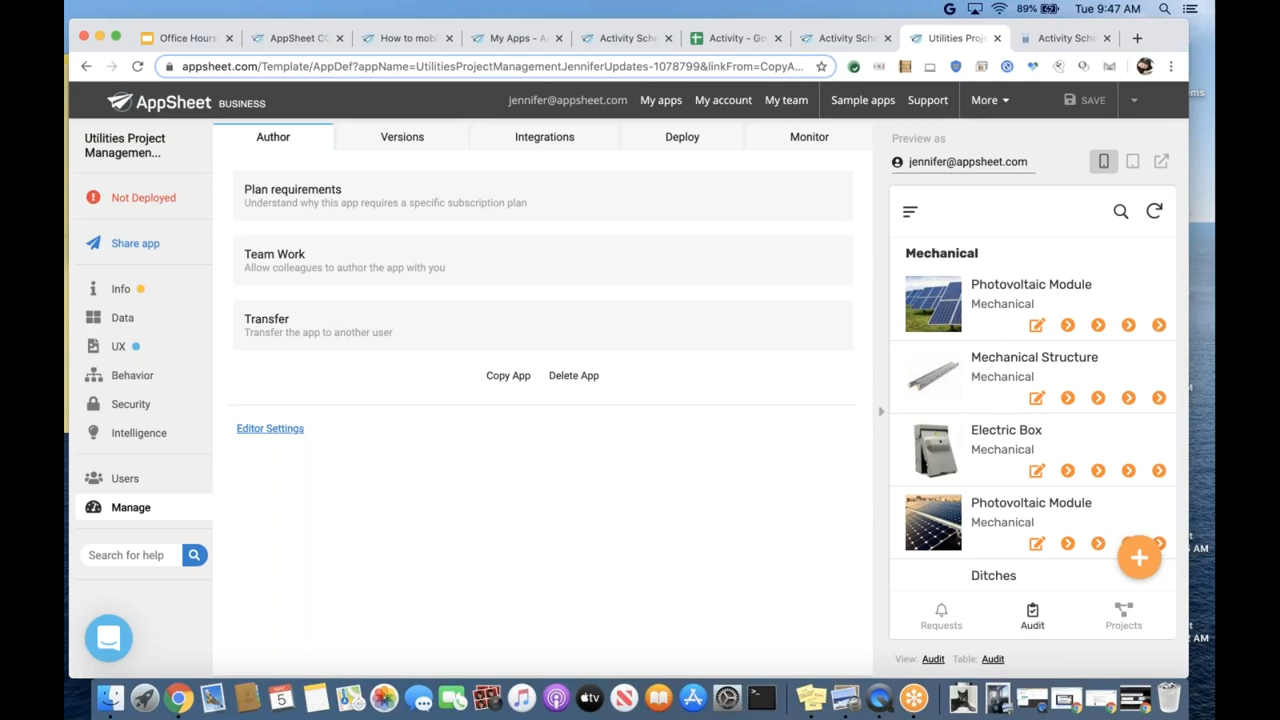 89%
Tue 9:47 AM
Office Hours
AppSheet CC
How to mobi
My Apps - A
Activity Sche
Activity - Go
Activity Sche
Utilities Proje
Activity Sche
appsheet.com/Template/AppDef?appName=UtilitiesProjectManagementJenniferUpdates-1078799&linkFrom=CopyA...
AppSheet BUSINESS
jennifer@appsheet.com
My apps
My account
My team
Sample apps
Support
More
SAVE
Utilities Project
Managemen...
Not Deployed
Share app
Info
Data
UX
Behavior
Security
Intelligence
Users
Manage
Search for help
Author
Versions
Integrations
Deploy
Monitor
Plan requirements
Understand why this app requires a specific subscription plan
Team Work
Allow colleagues to author the app with you
Transfer
Transfer the app to another user
Copy App
Delete App
Editor Settings
Preview as
jennifer@appsheet.com
Mechanical
Photovoltaic Module
Mechanical
Mechanical Structure
Mechanical
Electric Box
Mechanical
Photovoltaic Module
Mechanical
Ditches
Requests
Audit
Projects
View: Audit Table: Audit